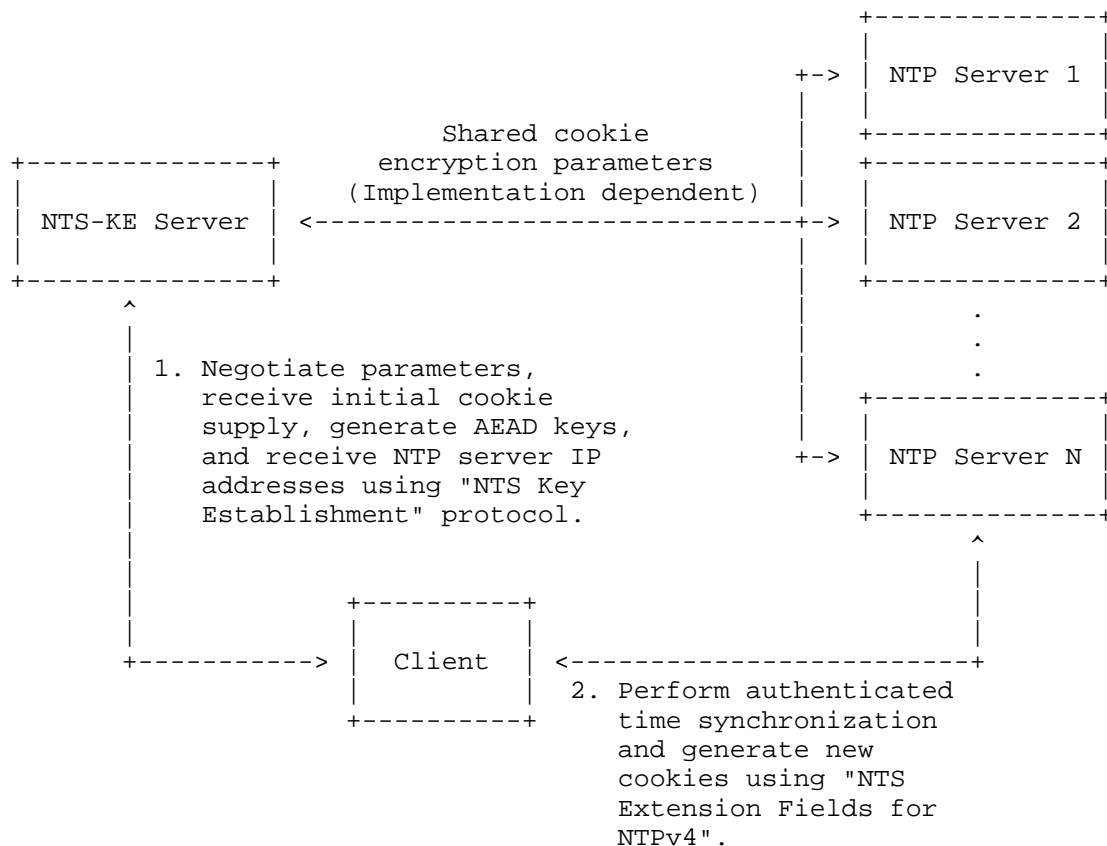 NTP Server 1
Shared cookie
encryption parameters
(Implementation dependent)
NTS-KE Server
NTP Server 2
1. Negotiate parameters,
receive initial cookie
supply, generate AEAD keys,
and receive NTP server IP
addresses using "NTS Key
Establishment" protocol.
NTP Server N
Client
2. Perform authenticated
time synchronization
and generate new
cookies using "NTS
Extension Fields for
NTPv4".